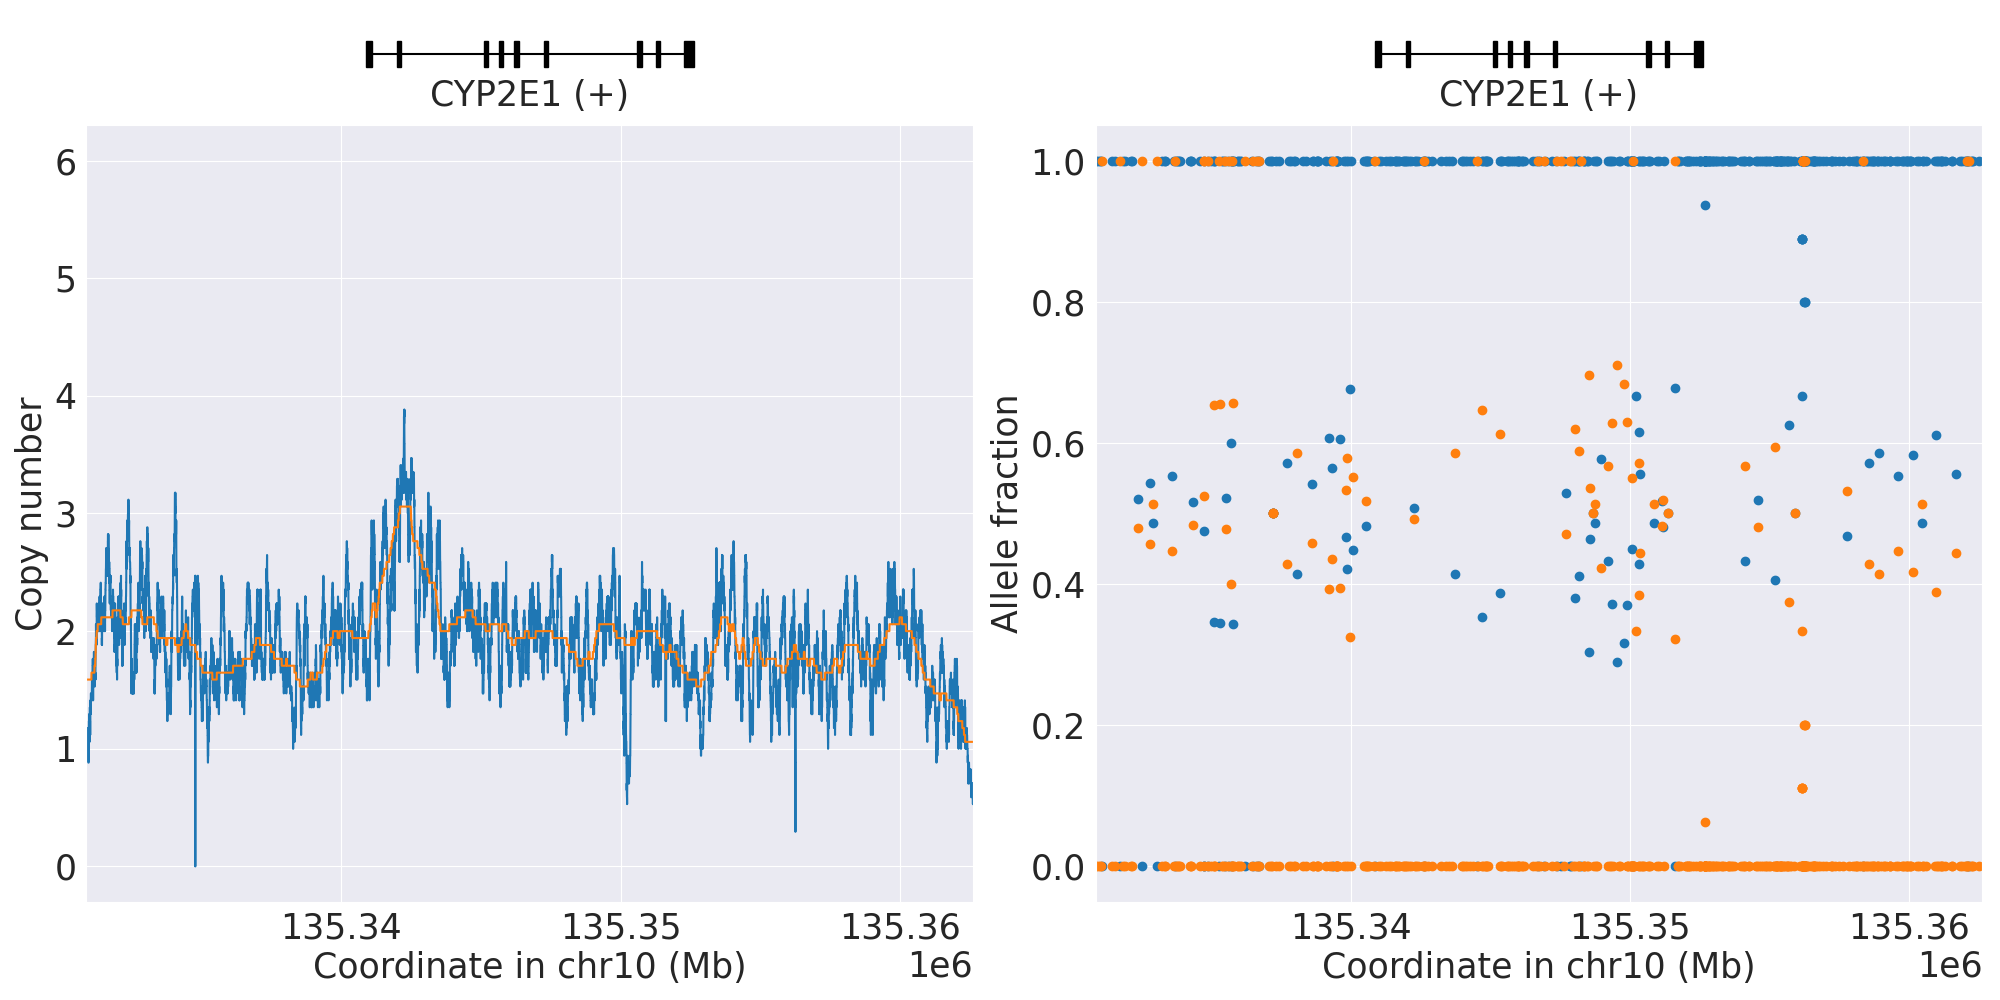 CYP2E1 (+)
6
5
4
3
2
1
0
Copy number
135.34 135.35 135.36
Coordinate in chr10 (Mb)
1e6
CYP2E1 (+)
1.0
0.8
0.6
0.4
0.2
0.0
Allele fraction
135.34 135.35 135.36
Coordinate in chr10 (Mb)
1e6